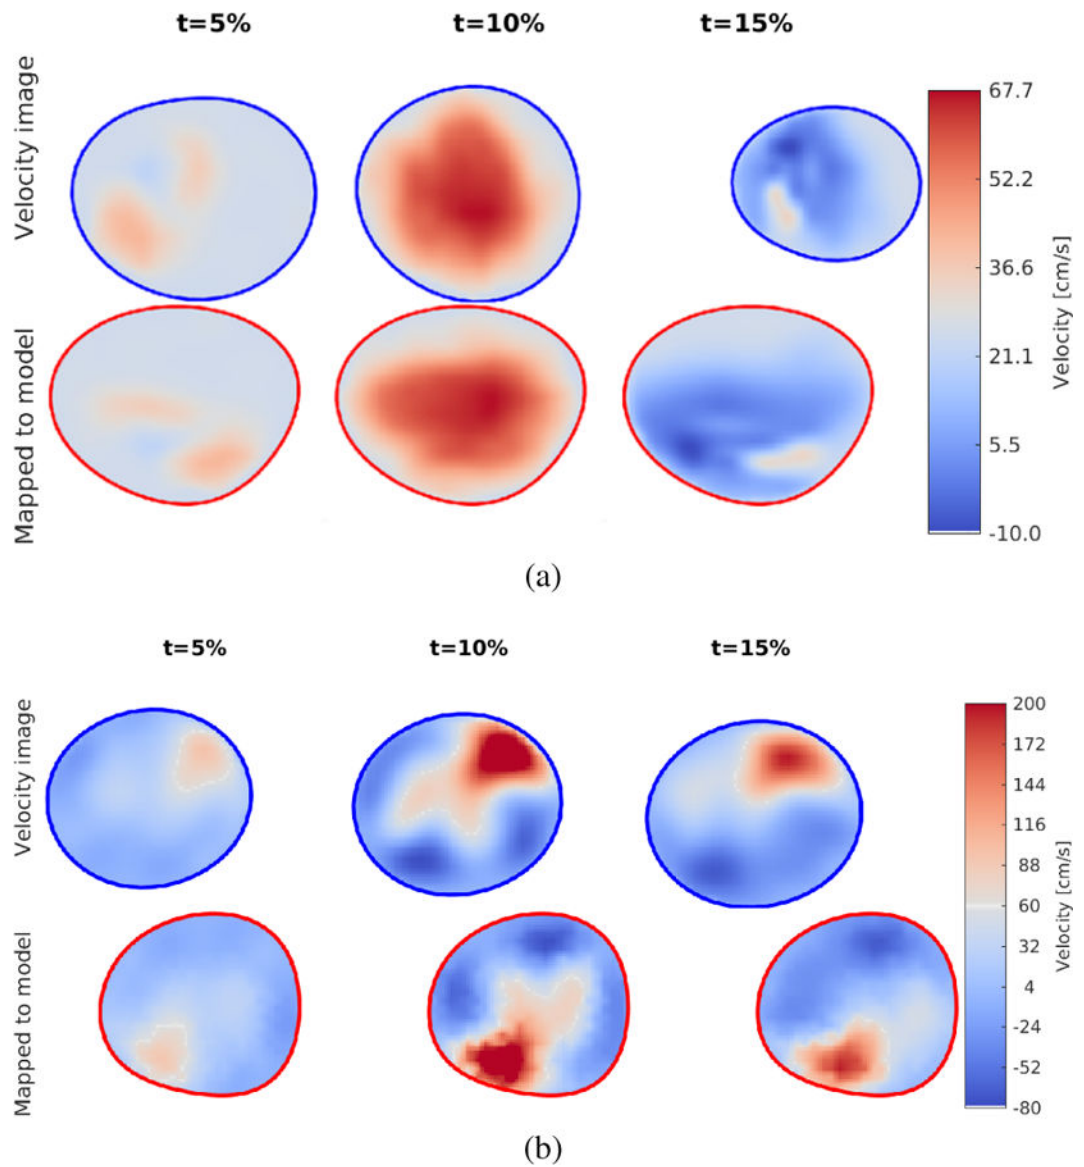 t=5% t=10% t=15%
Velocity image
Mapped to model
67.7
52.2
36.6
21.1
5.5
-10.0
Velocity [cm/s]
(a)
t=5% t=10% t=15%
Velocity image
Mapped to model
200
172
144
116
88
60
32
4
-24
-52
-80
Velocity [cm/s]
(b)